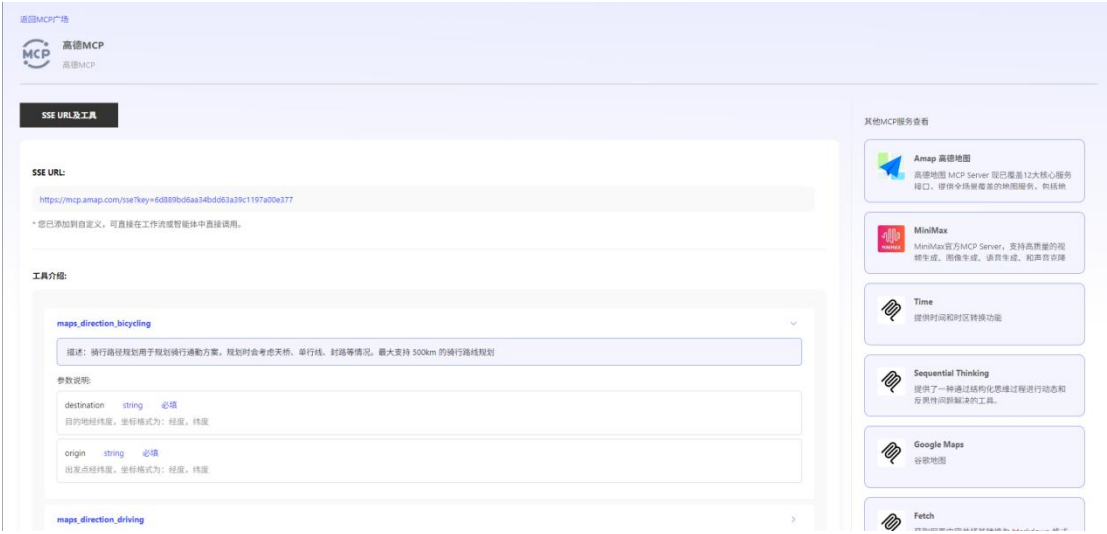 返回MCP广场
MCP
高德MCP
高德MCP
SSE URL及工具
SSE URL:
https://mcp.amap.com/sse?key=6d889bd6aa34bdd63a39c1197a00e377
* 您已添加到自定义，可直接在工作流或智能体中直接调用。
工具介绍:
maps_direction_bicycling
描述：骑行路径规划用于规划骑行通勤方案，规划时会考虑天桥、单行线、封路等情况。最大支持 500km 的骑行路线规划
参数说明:
destination string 必填
目的地经纬度，坐标格式为：经度，纬度
origin string 必填
出发点经纬度，坐标格式为：经度，纬度
maps_direction_driving
其他MCP服务查看
Amap 高德地图
高德地图 MCP Server 现已覆盖12大核心服务
接口，提供全场景覆盖的地图服务，包括地
MINIMAX
MiniMax
MiniMax官方MCP Server，支持高质量的视
频生成、图像生成、语音生成、和声音克隆
Time
提供时间和时区转换功能
Sequential Thinking
提供了一种通过结构化思维过程进行动态和
反思性问题解决的工具。
Google Maps
谷歌地图
Fetch